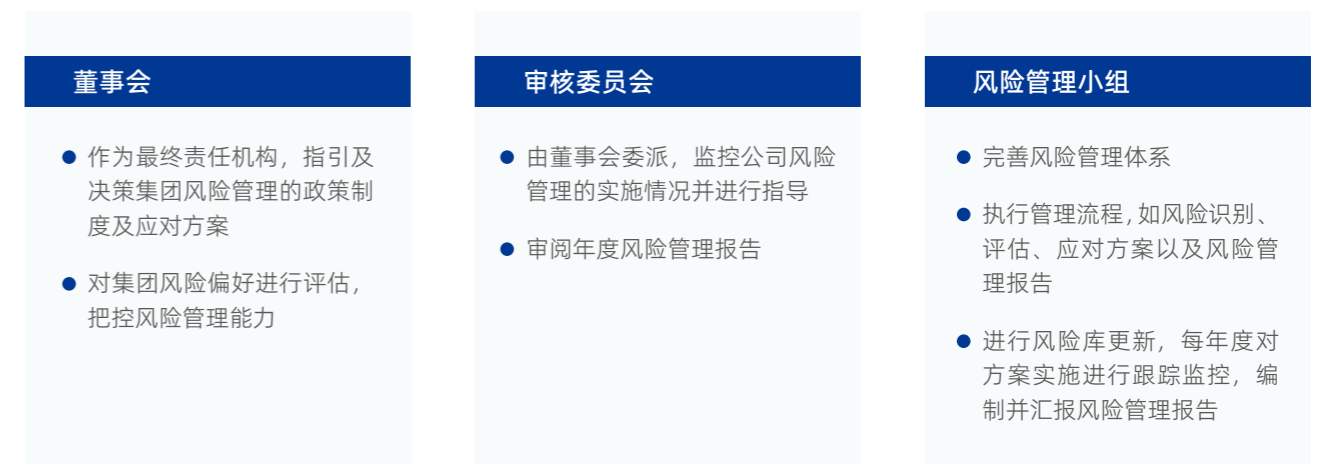 董事会
作为最终责任机构，指引及
决策集团风险管理的政策制
度及应对方案
对集团风险偏好进行评估，
把控风险管理能力
审核委员会
由董事会委派，监控公司风险
管理的实施情况并进行指导
审阅年度风险管理报告
风险管理小组
完善风险管理体系
执行管理流程，如风险识别、
评估、应对方案以及风险管
理报告
进行风险库更新，每年度对
方案实施进行跟踪监控，编
制并汇报风险管理报告